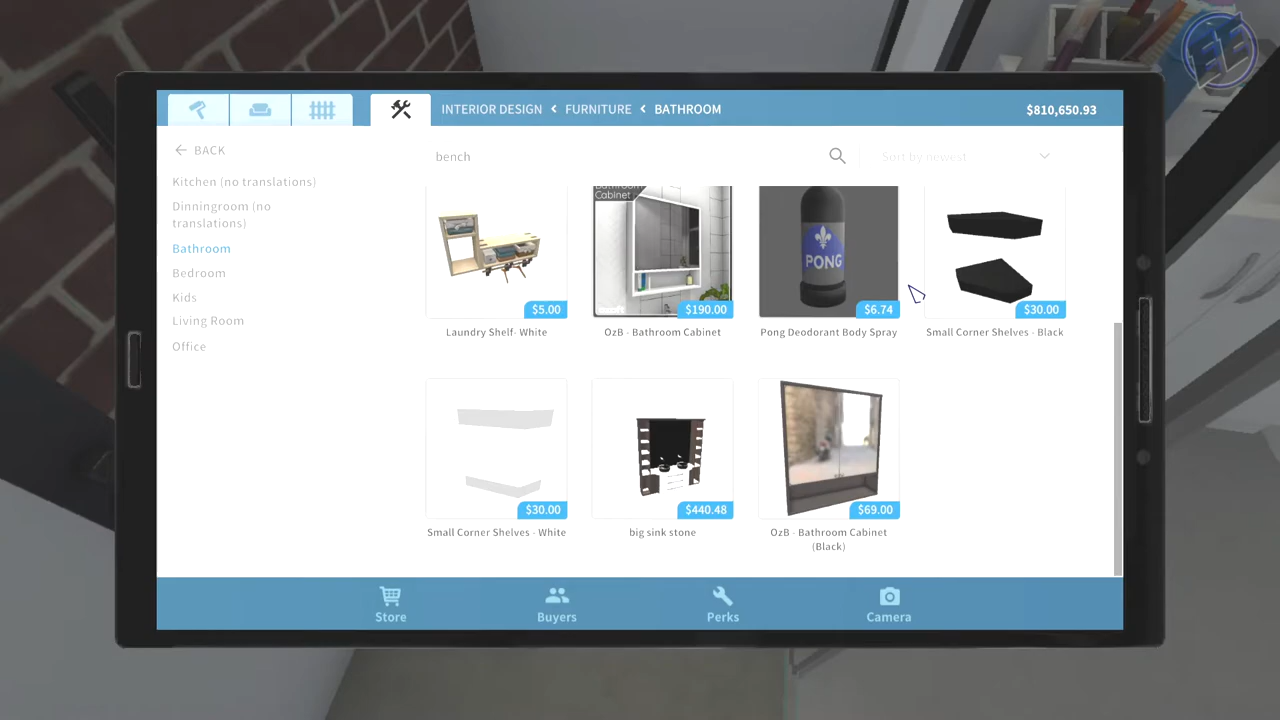 INTERIOR DESIGN < FURNITURE < BATHROOM
$810,650.93
BACK
bench
Sort by newest
Kitchen (no translations)
Dinningroom (no
translations)
Bathroom
Bedroom
Kids
Living Room
Office
Cabinet
PONG
$5.00
$190.00
$6.74
$30.00
Laundry Shelf- White
OzB - Bathroom Cabinet
Pong Deodorant Body Spray
Small Corner Shelves - Black
$30.00
$440.48
$69.00
Small Corner Shelves - White
big sink stone
OzB - Bathroom Cabinet
(Black)
Store
Buyers
Perks
Camera